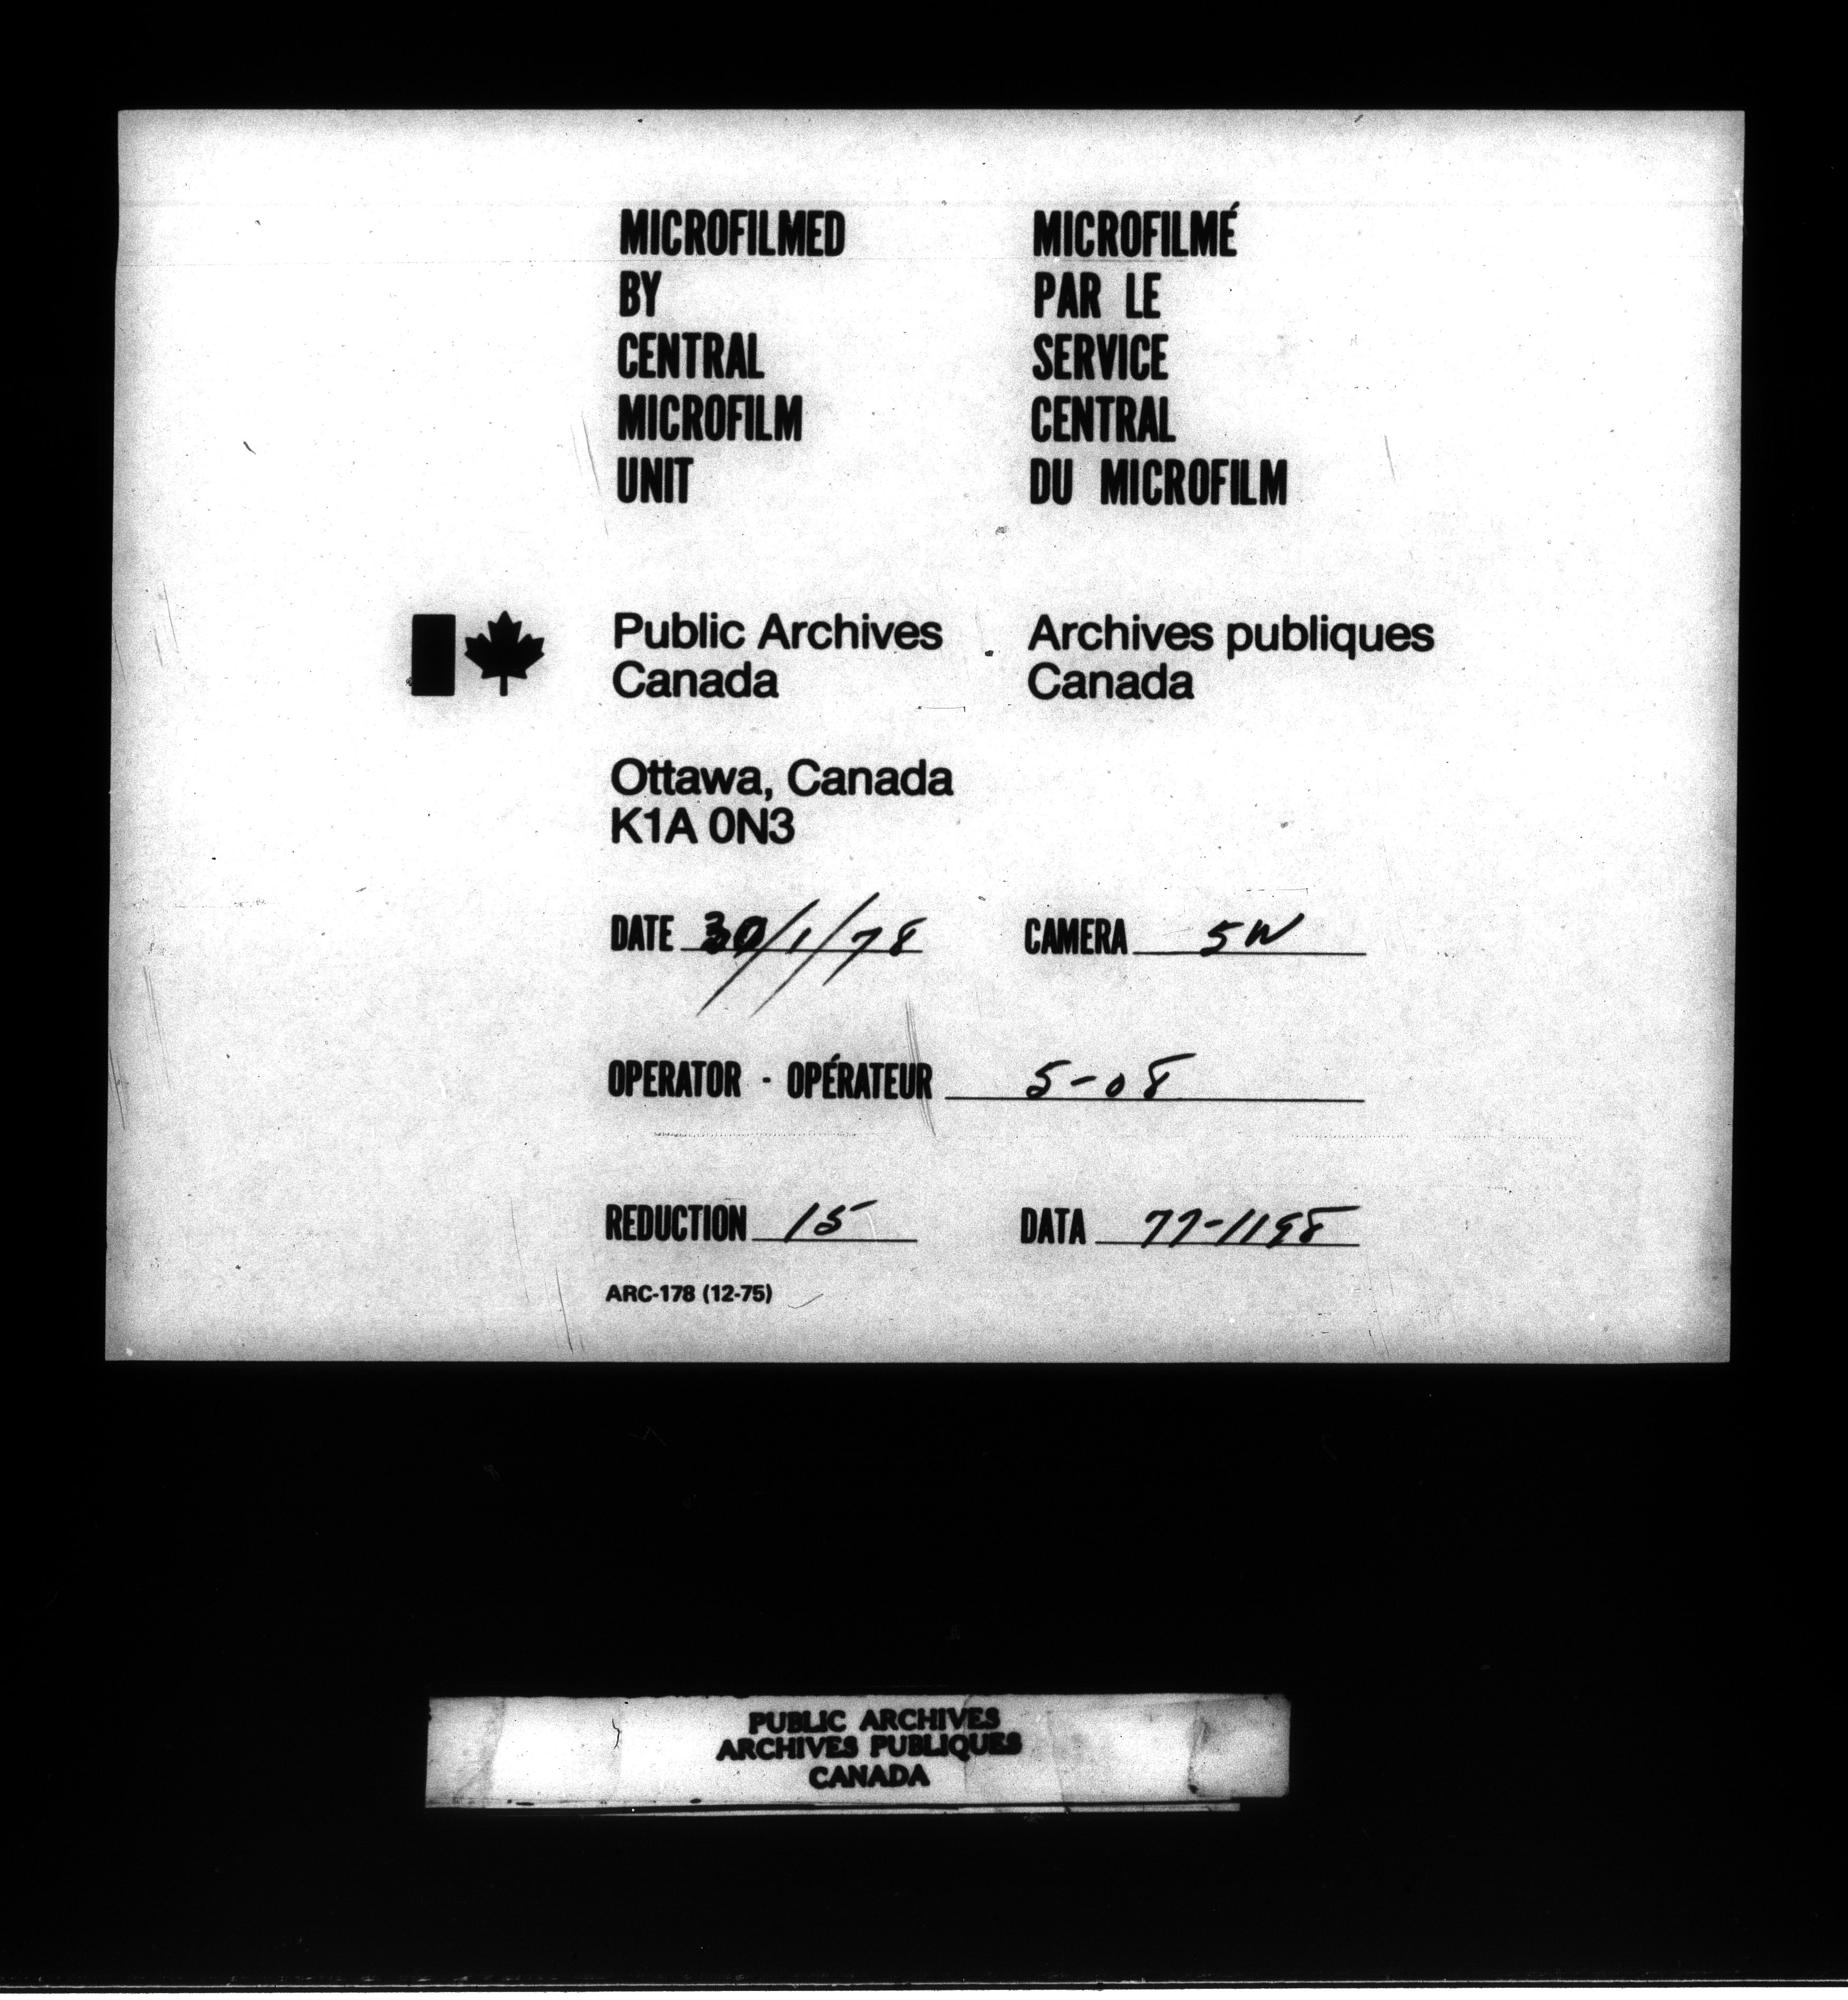 MICROFILMED
BY
CENTRAL
MICROFILM
UNIT
MICROFILMÉ
PAR LE
SERVICE
CENTRAL
DU MICROFILM
Public Archives
Canada
Archives publiques
Canada
Ottawa, Canada
K1A 0N3
DATE 30/1/78
CAMERA 5W
OPERATOR - OPÉRATEUR 5-08
REDUCTION 15
DATA 77-1198
ARC-178 (12-75)
PUBLIC ARCHIVES
ARCHIVES PUBLIQUES
CANADA